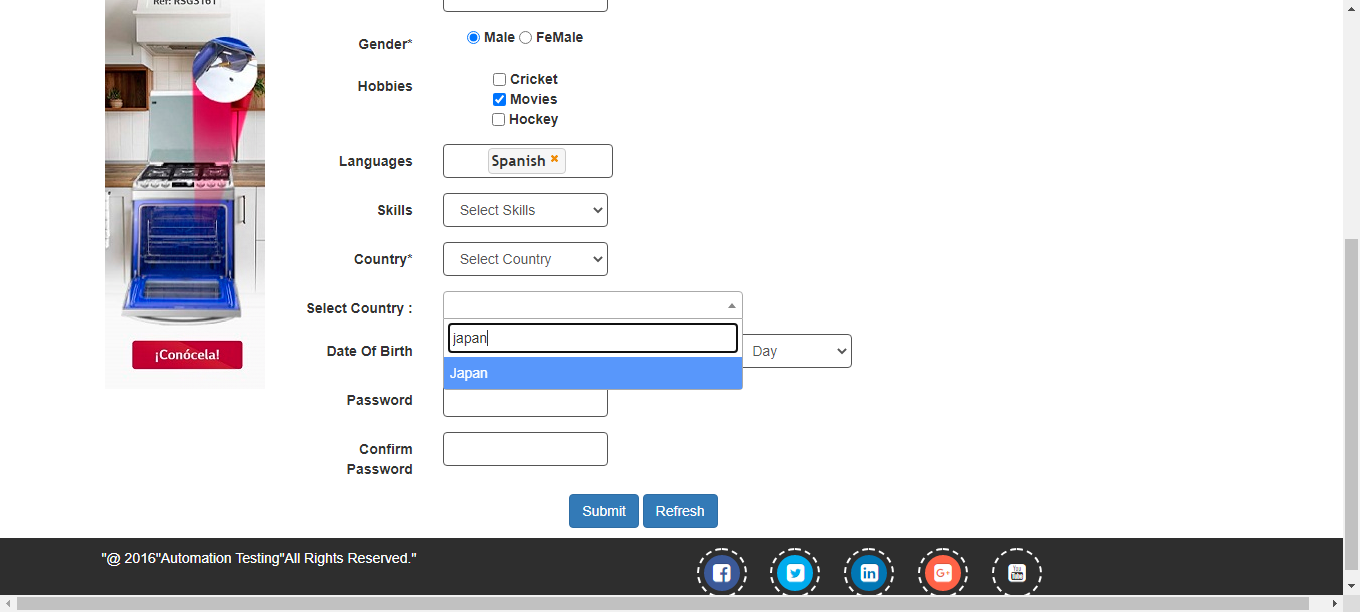 Ref: RSG3161
Gender*
Male FeMale
Hobbies
Cricket
Movies
Hockey
Languages
Spanish ×
Skills
Select Skills
Country*
Select Country
Select Country :
japan
Japan
Date Of Birth
Day
¡Conócela!
Password
Confirm
Password
Submit Refresh
"@ 2016"Automation Testing"All Rights Reserved."
f
in
G+
You
Tube